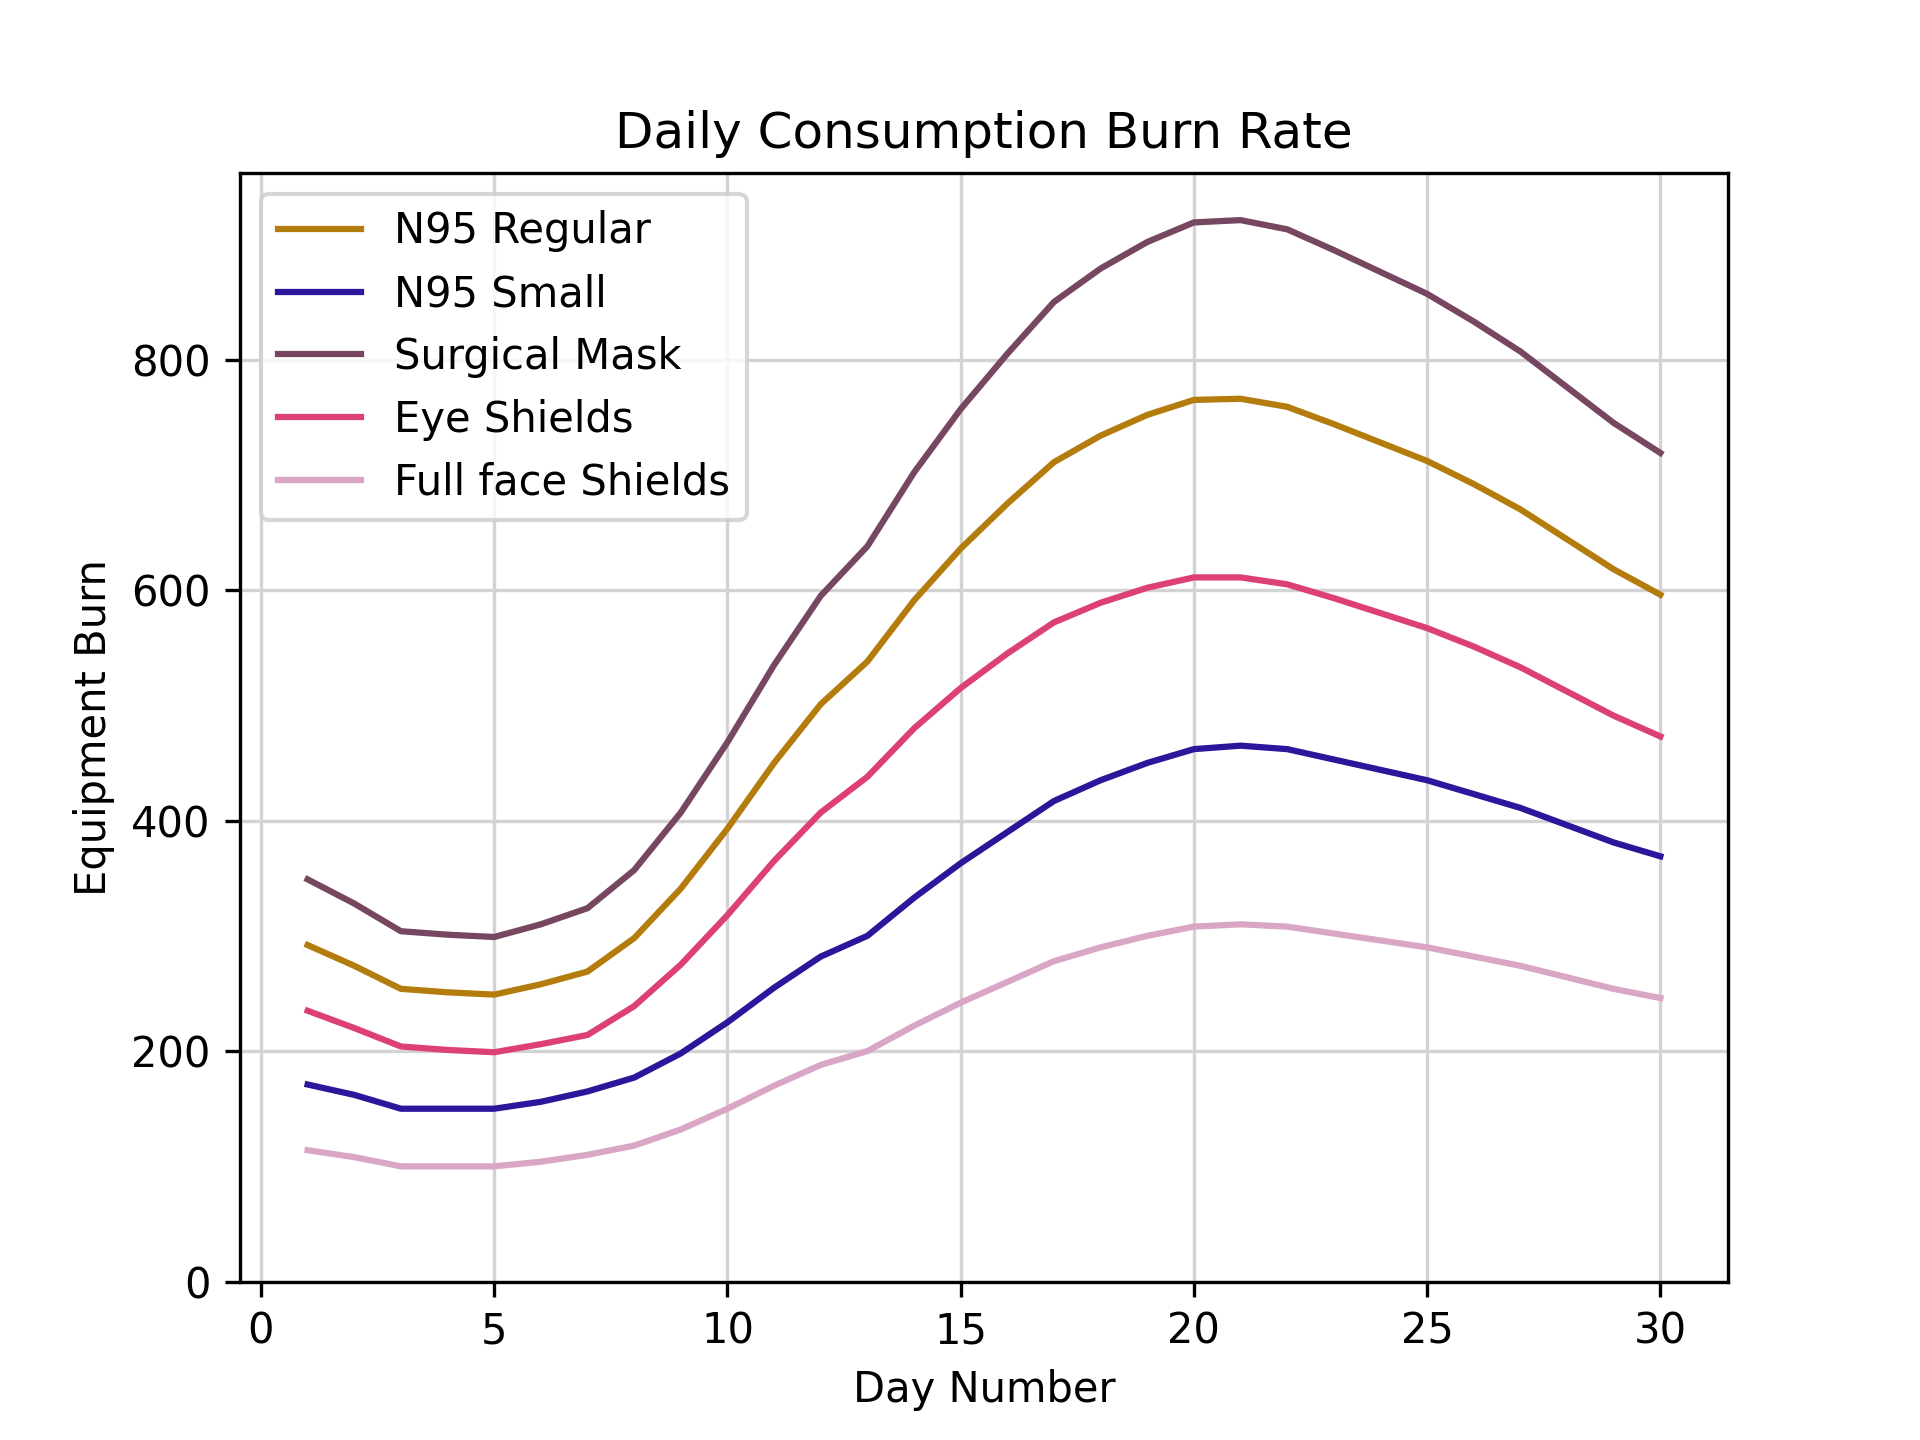 Daily Consumption Burn Rate
N95 Regular
N95 Small
Surgical Mask
Eye Shields
Full face Shields
800
600
400
200
0
Equipment Burn
0 5 10 15 20 25 30
Day Number